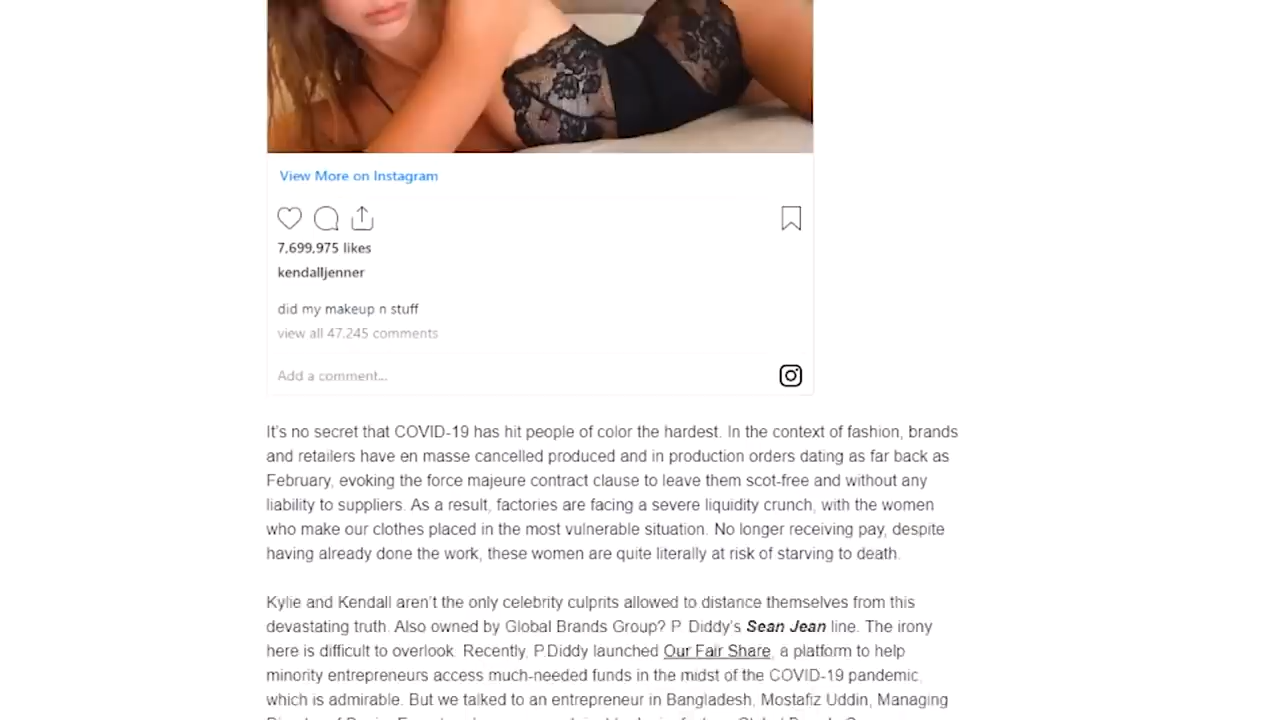 View More on Instagram
7,699,975 likes
kendalljenner
did my makeup n stuff
view all 47,245 comments
Add a comment...
It's no secret that COVID-19 has hit people of color the hardest. In the context of fashion, brands
and retailers have en masse cancelled produced and in production orders dating as far back as
February, evoking the force majeure contract clause to leave them scot-free and without any
liability to suppliers. As a result, factories are facing a severe liquidity crunch, with the women
who make our clothes placed in the most vulnerable situation. No longer receiving pay, despite
having already done the work, these women are quite literally at risk of starving to death.
Kylie and Kendall aren't the only celebrity culprits allowed to distance themselves from this
devastating truth. Also owned by Global Brands Group? P. Diddy's Sean Jean line. The irony
here is difficult to overlook. Recently, P.Diddy launched Our Fair Share, a platform to help
minority entrepreneurs access much-needed funds in the midst of the COVID-19 pandemic,
which is admirable. But we talked to an entrepreneur in Bangladesh, Mostafiz Uddin, Managing